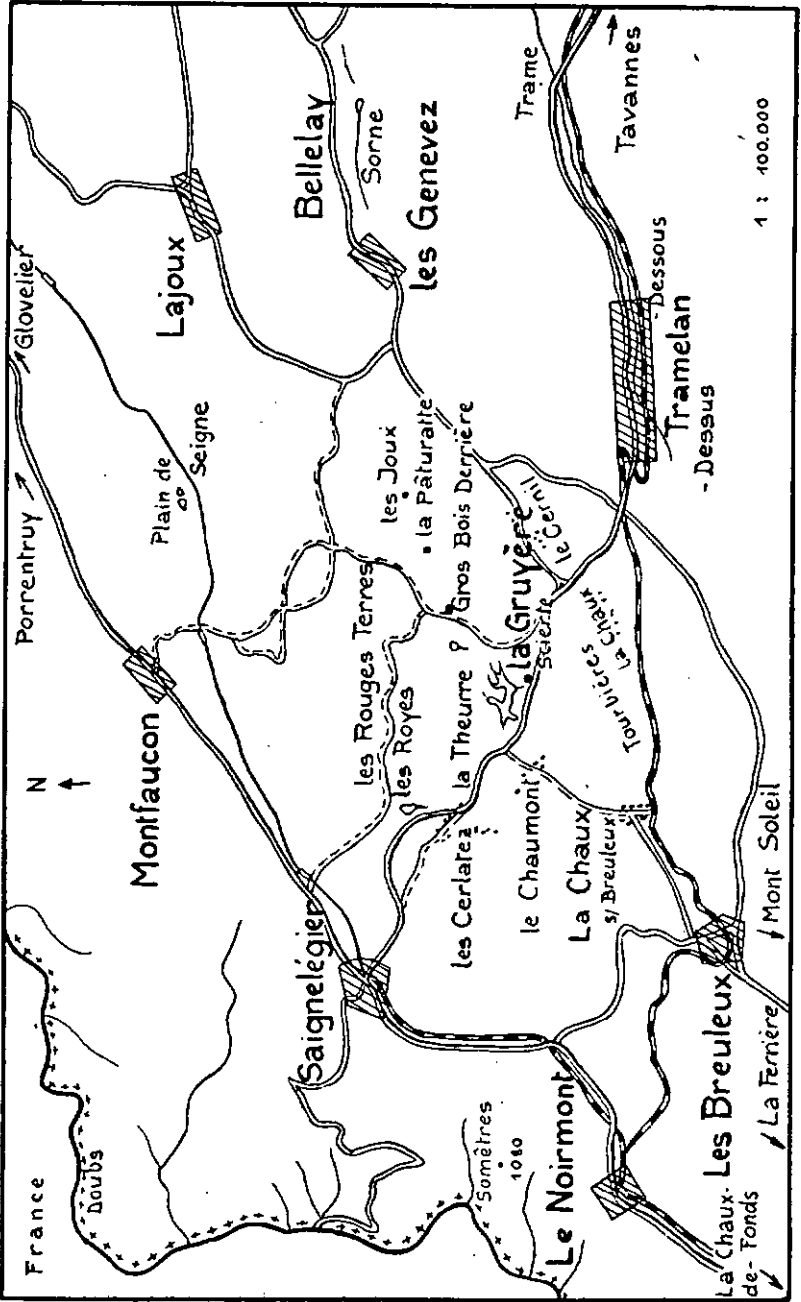 France
Doubs
N
Porrentruy
Glovelier
Montfaucon
Plain de
Seigne
Lajoux
Bellelay
Sorne
les Genevez
Saignelégier
les Rouge Terres
les Royes
les Joux
la Pâturatte
Gros Bois Derrière
la Theurre ?
la Gruyère
Scierie
le Cernil
les Cerlatez
le Chaumont
La Chaux
s/ Breuleux
Tourbières
La Chaux
Somêtres
1080
Le Noirmont
Les Breuleux
Tramelan
-Dessous
-Dessus
Trame
Tavannes
La Chaux-
de-Fonds
La Ferrière
Mont Soleil
1 : 100.000